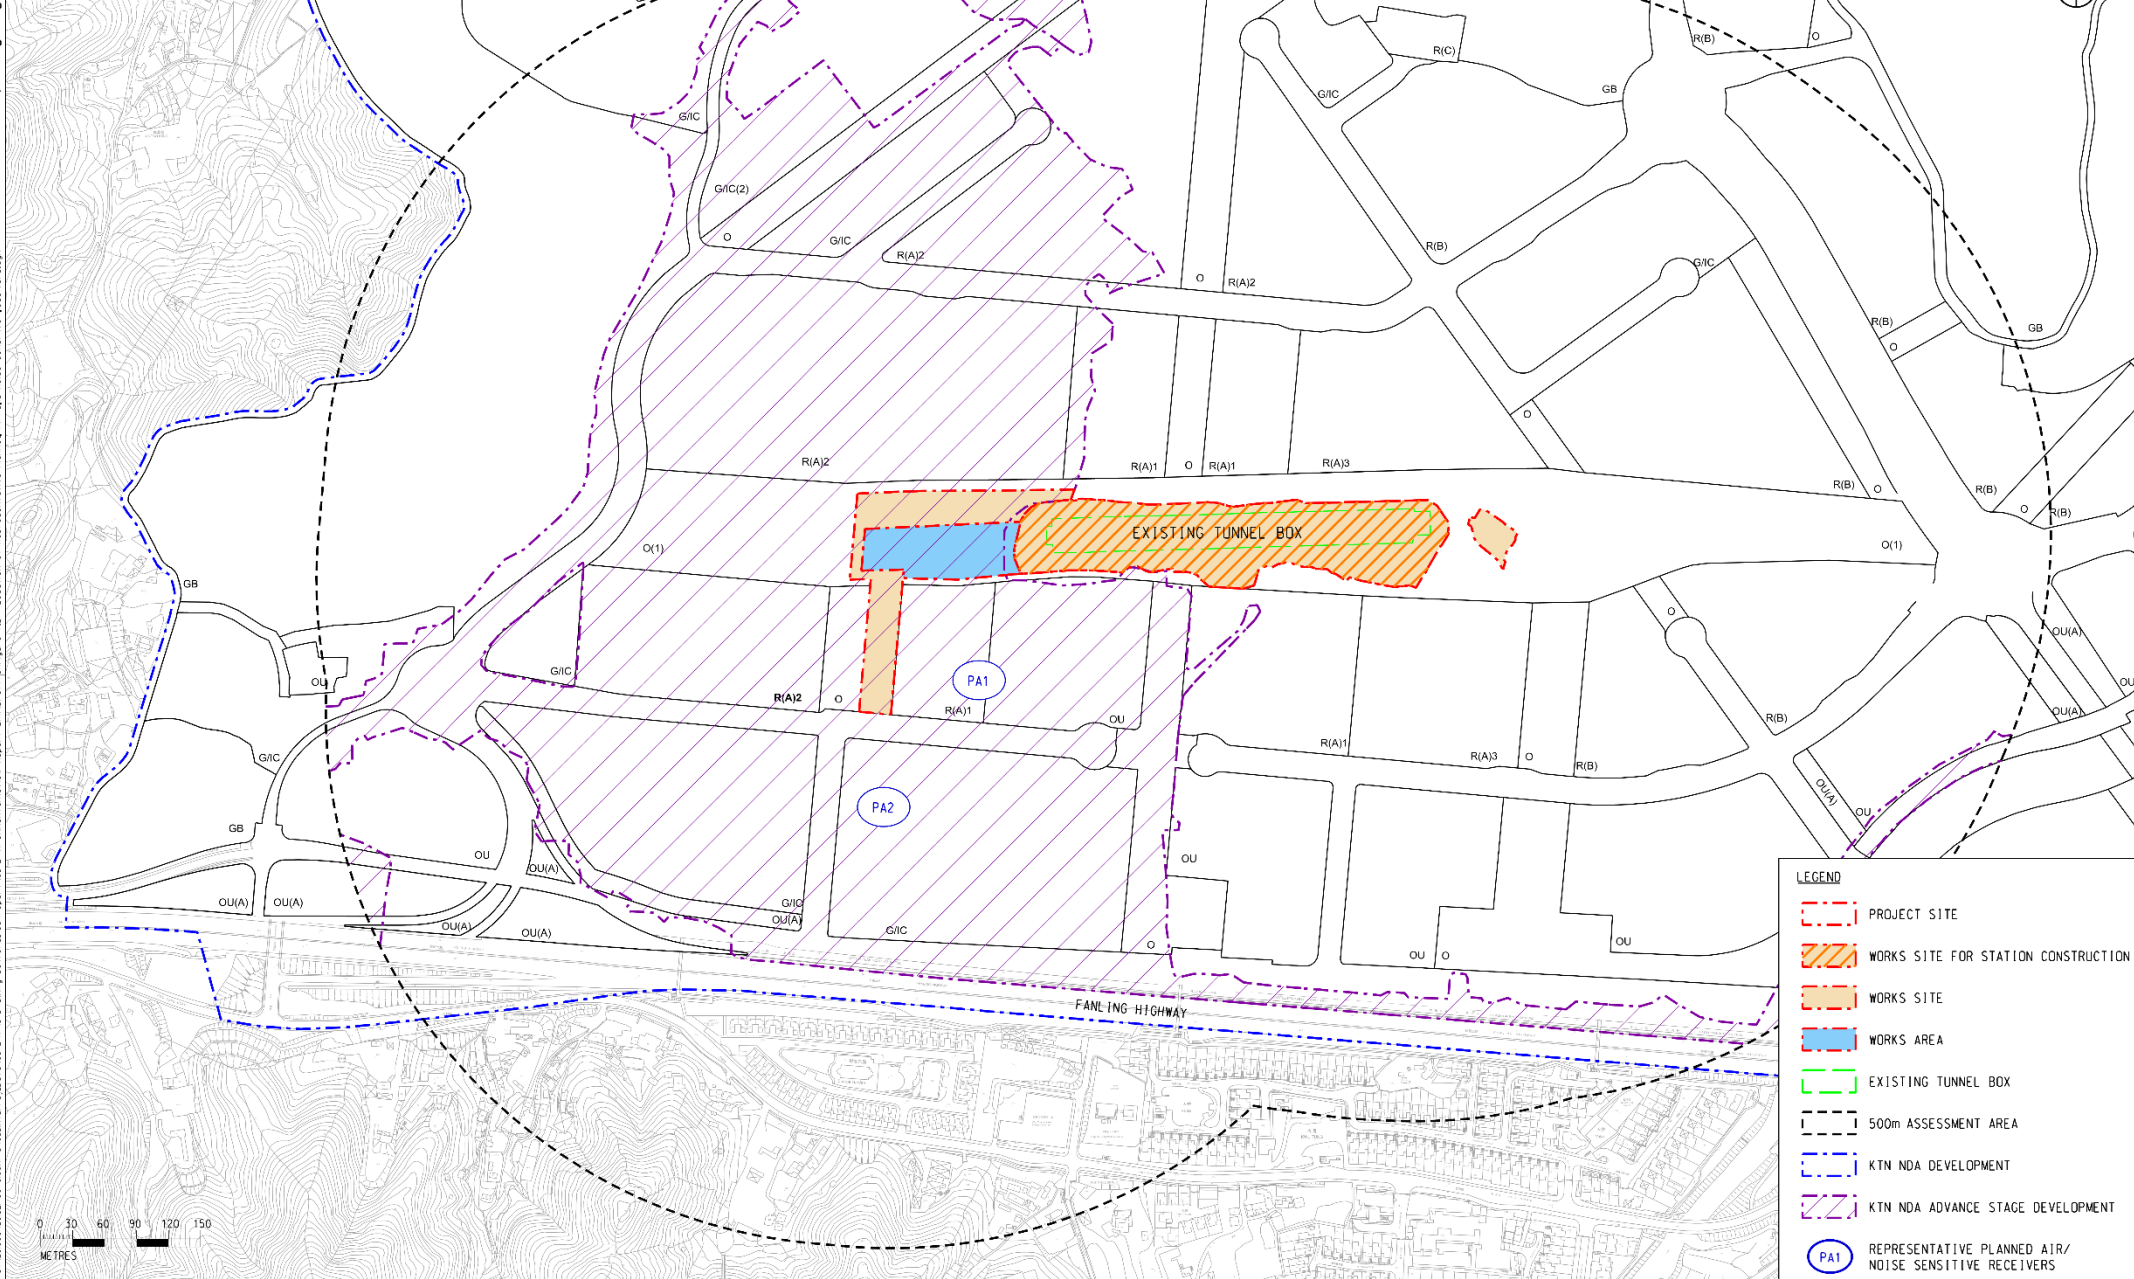 R(B)
O
R(C)
GB
G/IC
G/IC
G/IC(2)
O
G/IC
R(A)2
R(B)
G/IC
O
R(A)2
R(B)
O
GB
O
R(A)2
R(A)1
O
R(A)1
R(A)3
R(B)
O
R(B)
O
R(B)
EXISTING TUNNEL BOX
O(1)
O(1)
GB
O
OU(A)
G/IC
OU
PA1
R(A)2
O
R(A)1
OU
OU
OU(A)
R(B)
R(A)1
R(A)3
O
R(B)
G/IC
OU(A)
OU
PA2
GB
OU
OU(A)
OU
OU(A)
OU(A)
G/IC
OU(A)
OU(A)
OU(A)
G/IC
O
OU
O
OU
FANLING HIGHWAY
LEGEND
PROJECT SITE
WORKS SITE FOR STATION CONSTRUCTION
WORKS SITE
WORKS AREA
EXISTING TUNNEL BOX
500m ASSESSMENT AREA
KTN NDA DEVELOPMENT
KTN NDA ADVANCE STAGE DEVELOPMENT
PA1
REPRESENTATIVE PLANNED AIR/
NOISE SENSITIVE RECEIVERS
0 30 60 90 120 150
METRES